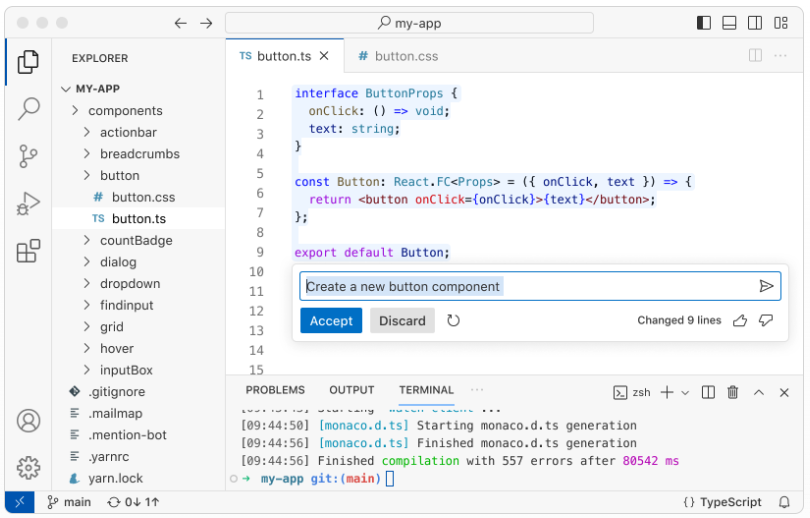 my-app
EXPLORER
MY-APP
components
actionbar
breadcrumbs
button
# button.css
TS button.ts
countBadge
dialog
dropdown
findinput
grid
hover
inputBox
.gitignore
.mailmap
.mention-bot
.yarnrc
yarn.lock
TS button.ts
# button.css
1 interface ButtonProps {
2 onClick: () => void;
3 text: string;
4 }
5
6 const Button: React.FC<Props> = ({ onClick, text }) => {
7 return <button onClick={onClick}>{text}</button>;
8 };
9 export default Button;
10
11
12
13
14
15
Create a new button component
Accept Discard Changed 9 lines
PROBLEMS OUTPUT TERMINAL ··· zsh
[09:44:50] [monaco.d.ts] Starting monaco.d.ts generation
[09:44:56] [monaco.d.ts] Finished monaco.d.ts generation
[09:44:56] Finished compilation with 557 errors after 80542 ms
my-app git:(main)
main 0↓ 1↑ {} TypeScript